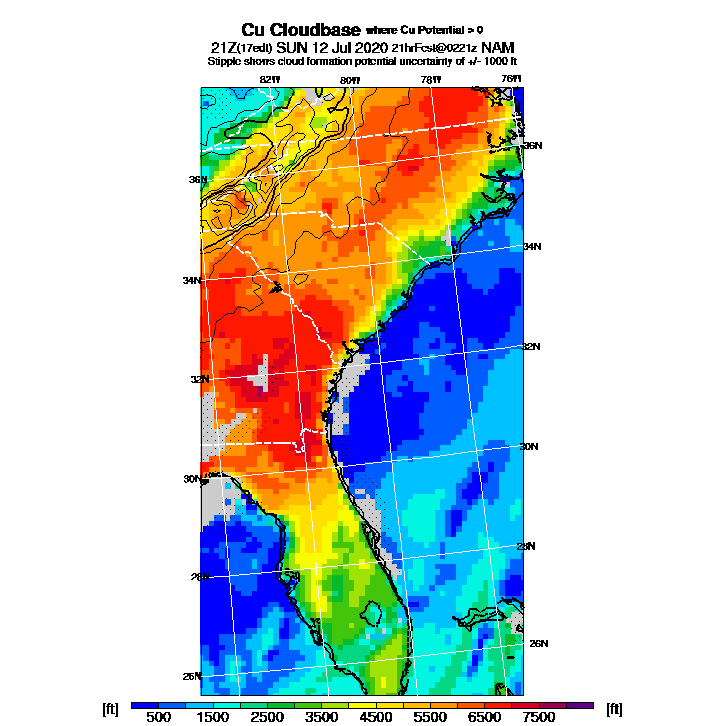 Cu Cloudbase where Cu Potential > 0
21Z(17edt) SUN 12 Jul 2020 21hrFcst@0221z NAM
Stipple shows cloud formation potential uncertainty of +/- 1000 ft
82W 80W 78W 76W
36N
36N
34N
34N
32N
32N
30N
30N
28N
28N
26N
26N
[ft] [ft]
500 1500 2500 3500 4500 5500 6500 7500